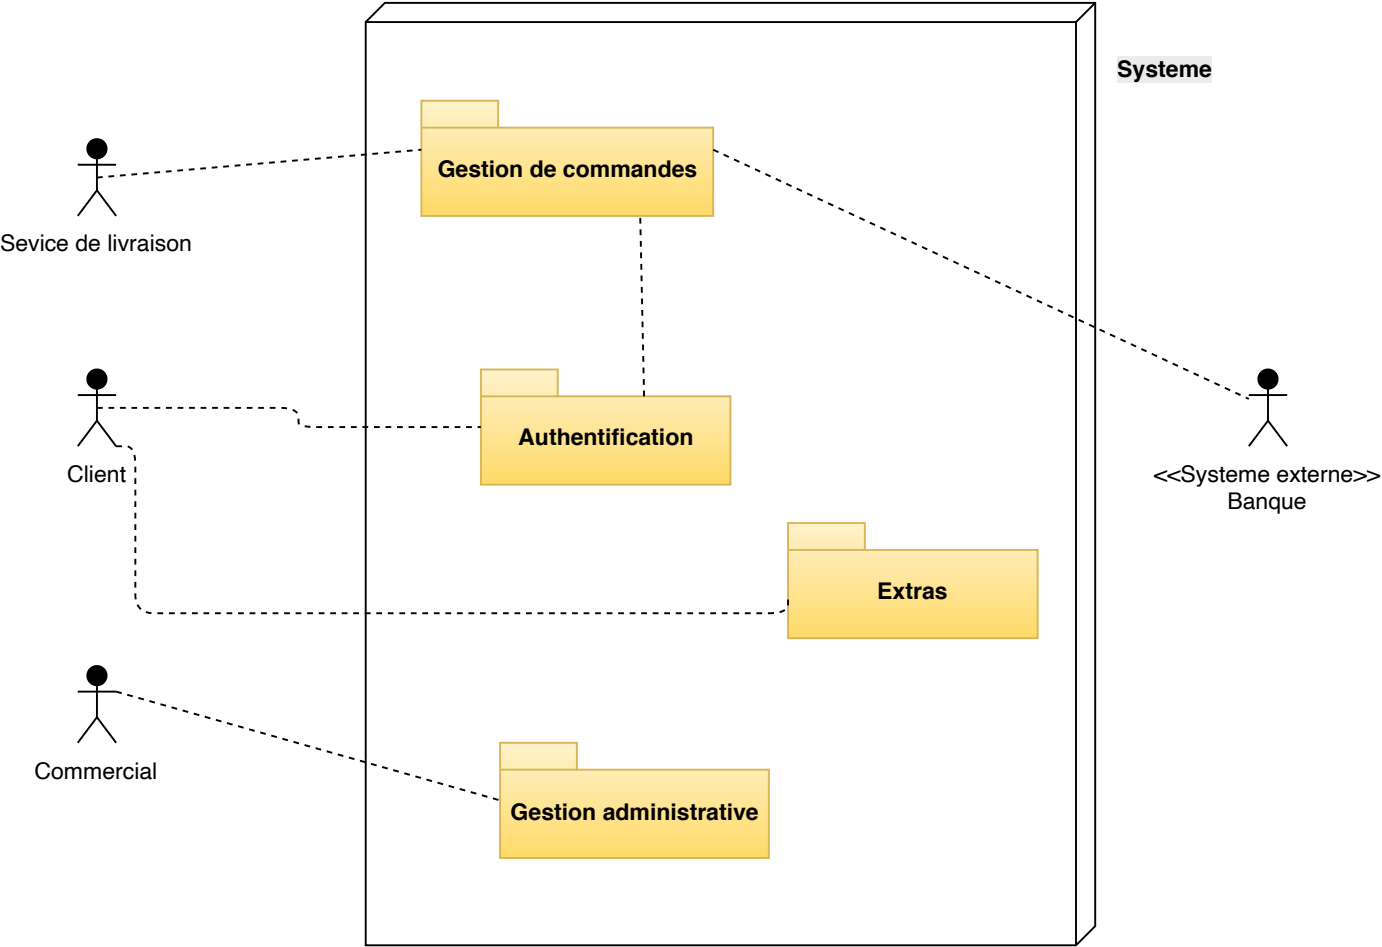 Systeme
Gestion de commandes
Sevice de livraison
Authentification
Client
<<Systeme externe>>
Banque
Extras
Commercial
Gestion administrative